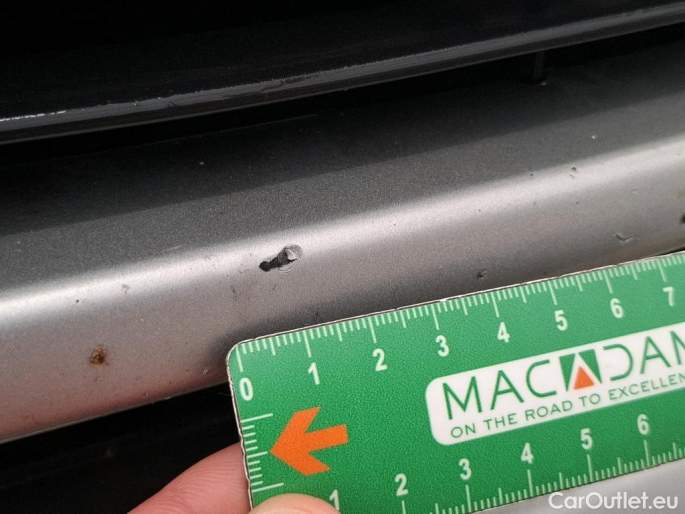 0 1 2 3 4 5 6 7
MACADAM
ON THE ROAD TO EXCELLEN
1 2 3 4 5 6
CarOutlet.eu